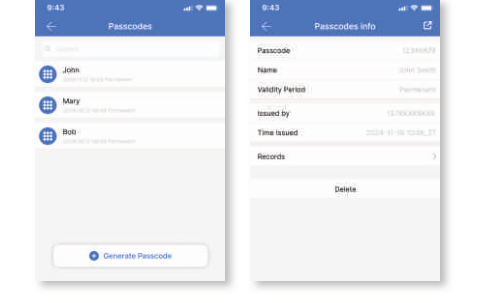 9:43
Passcodes
Search
John
Mary
Bob
Generate Passcode
9:43
Passcodes info
Passcode
Name
John Smith
Validity Period
Permanent
Issued by
Time Issued
Records
Delete